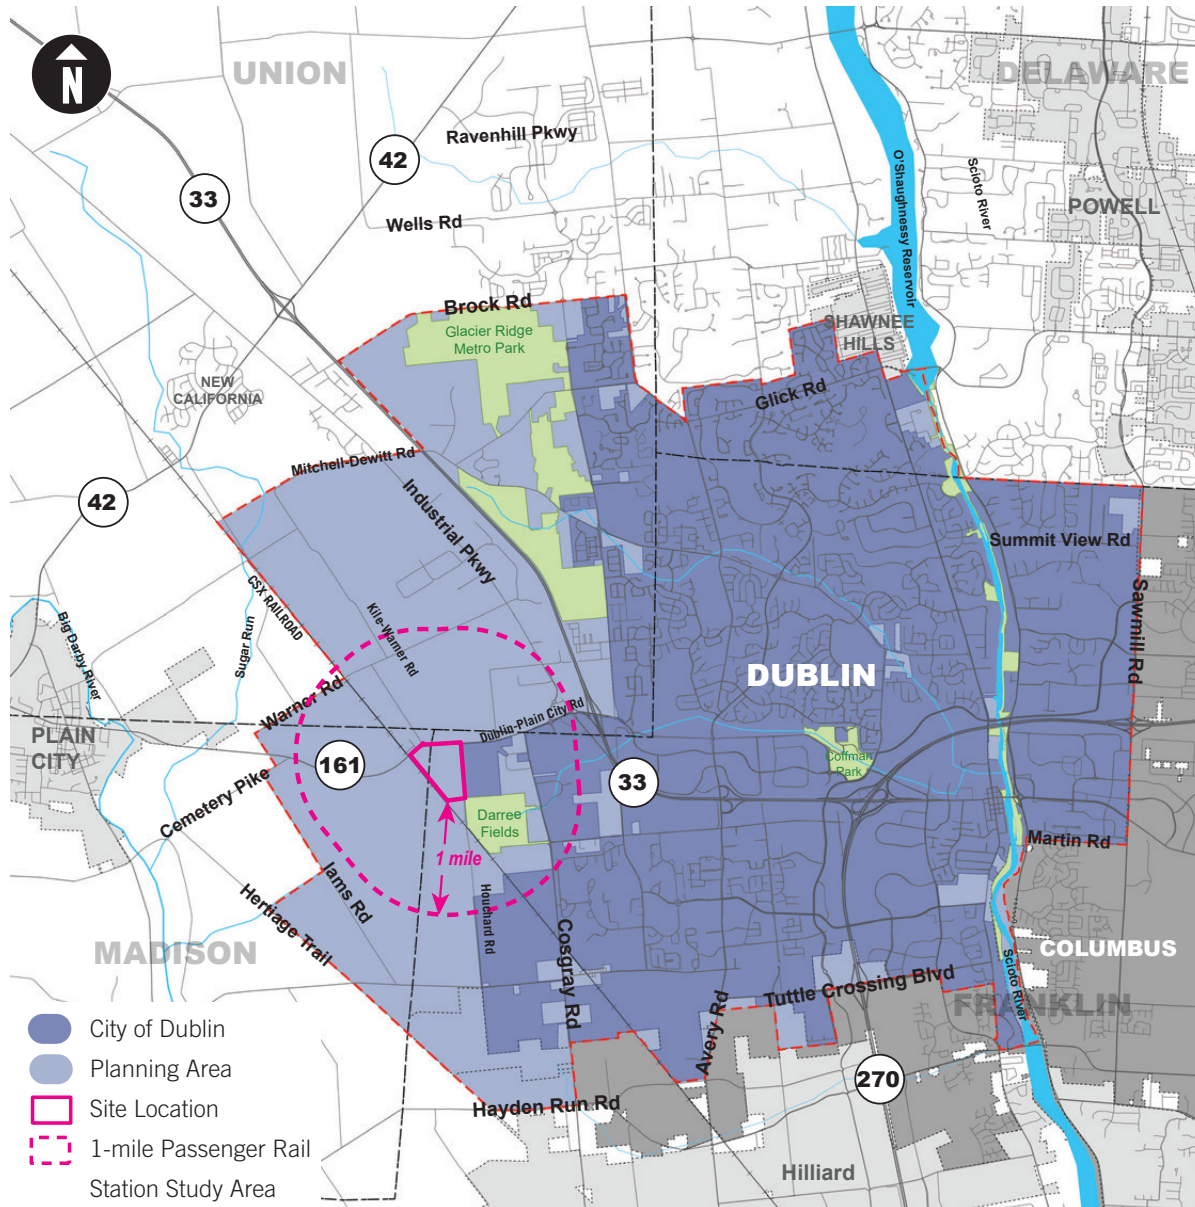 N
UNION
DELAWARE
42
Ravenhill Pkwy
33
Wells Rd
O'Shaughnessy Reservoir
Scioto River
POWELL
Brock Rd
Glacier Ridge
Metro Park
SHAWNEE
HILLS
NEW
CALIFORNIA
Glick Rd
Mitchell-Dewitt Rd
42
Industrial Pkwy
Summit View Rd
Sawmill Rd
CSX RAILROAD
Kile-Warner Rd
Big Darby River
Sugar Run
DUBLIN
Warner Rd
Dublin-Plain City Rd
PLAIN
CITY
161
33
Coffman
Park
Cemetery Pike
Darree
Fields
1 mile
Martin Rd
Iams Rd
Hertiage Trail
Houchard Rd
Cosgray Rd
MADISON
COLUMBUS
Scioto River
Tuttle Crossing Blvd
FRANKLIN
Avery Rd
270
Hayden Run Rd
Hilliard
City of Dublin
Planning Area
Site Location
1-mile Passenger Rail
Station Study Area